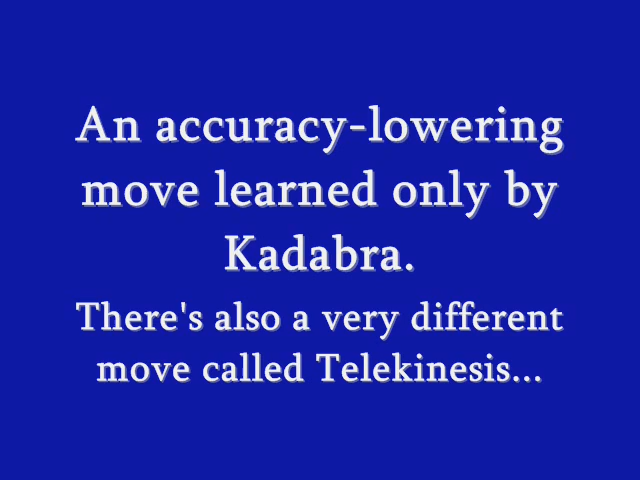 An accuracy-lowering
move learned only by
Kadabra.
There's also a very different
move called Telekinesis...